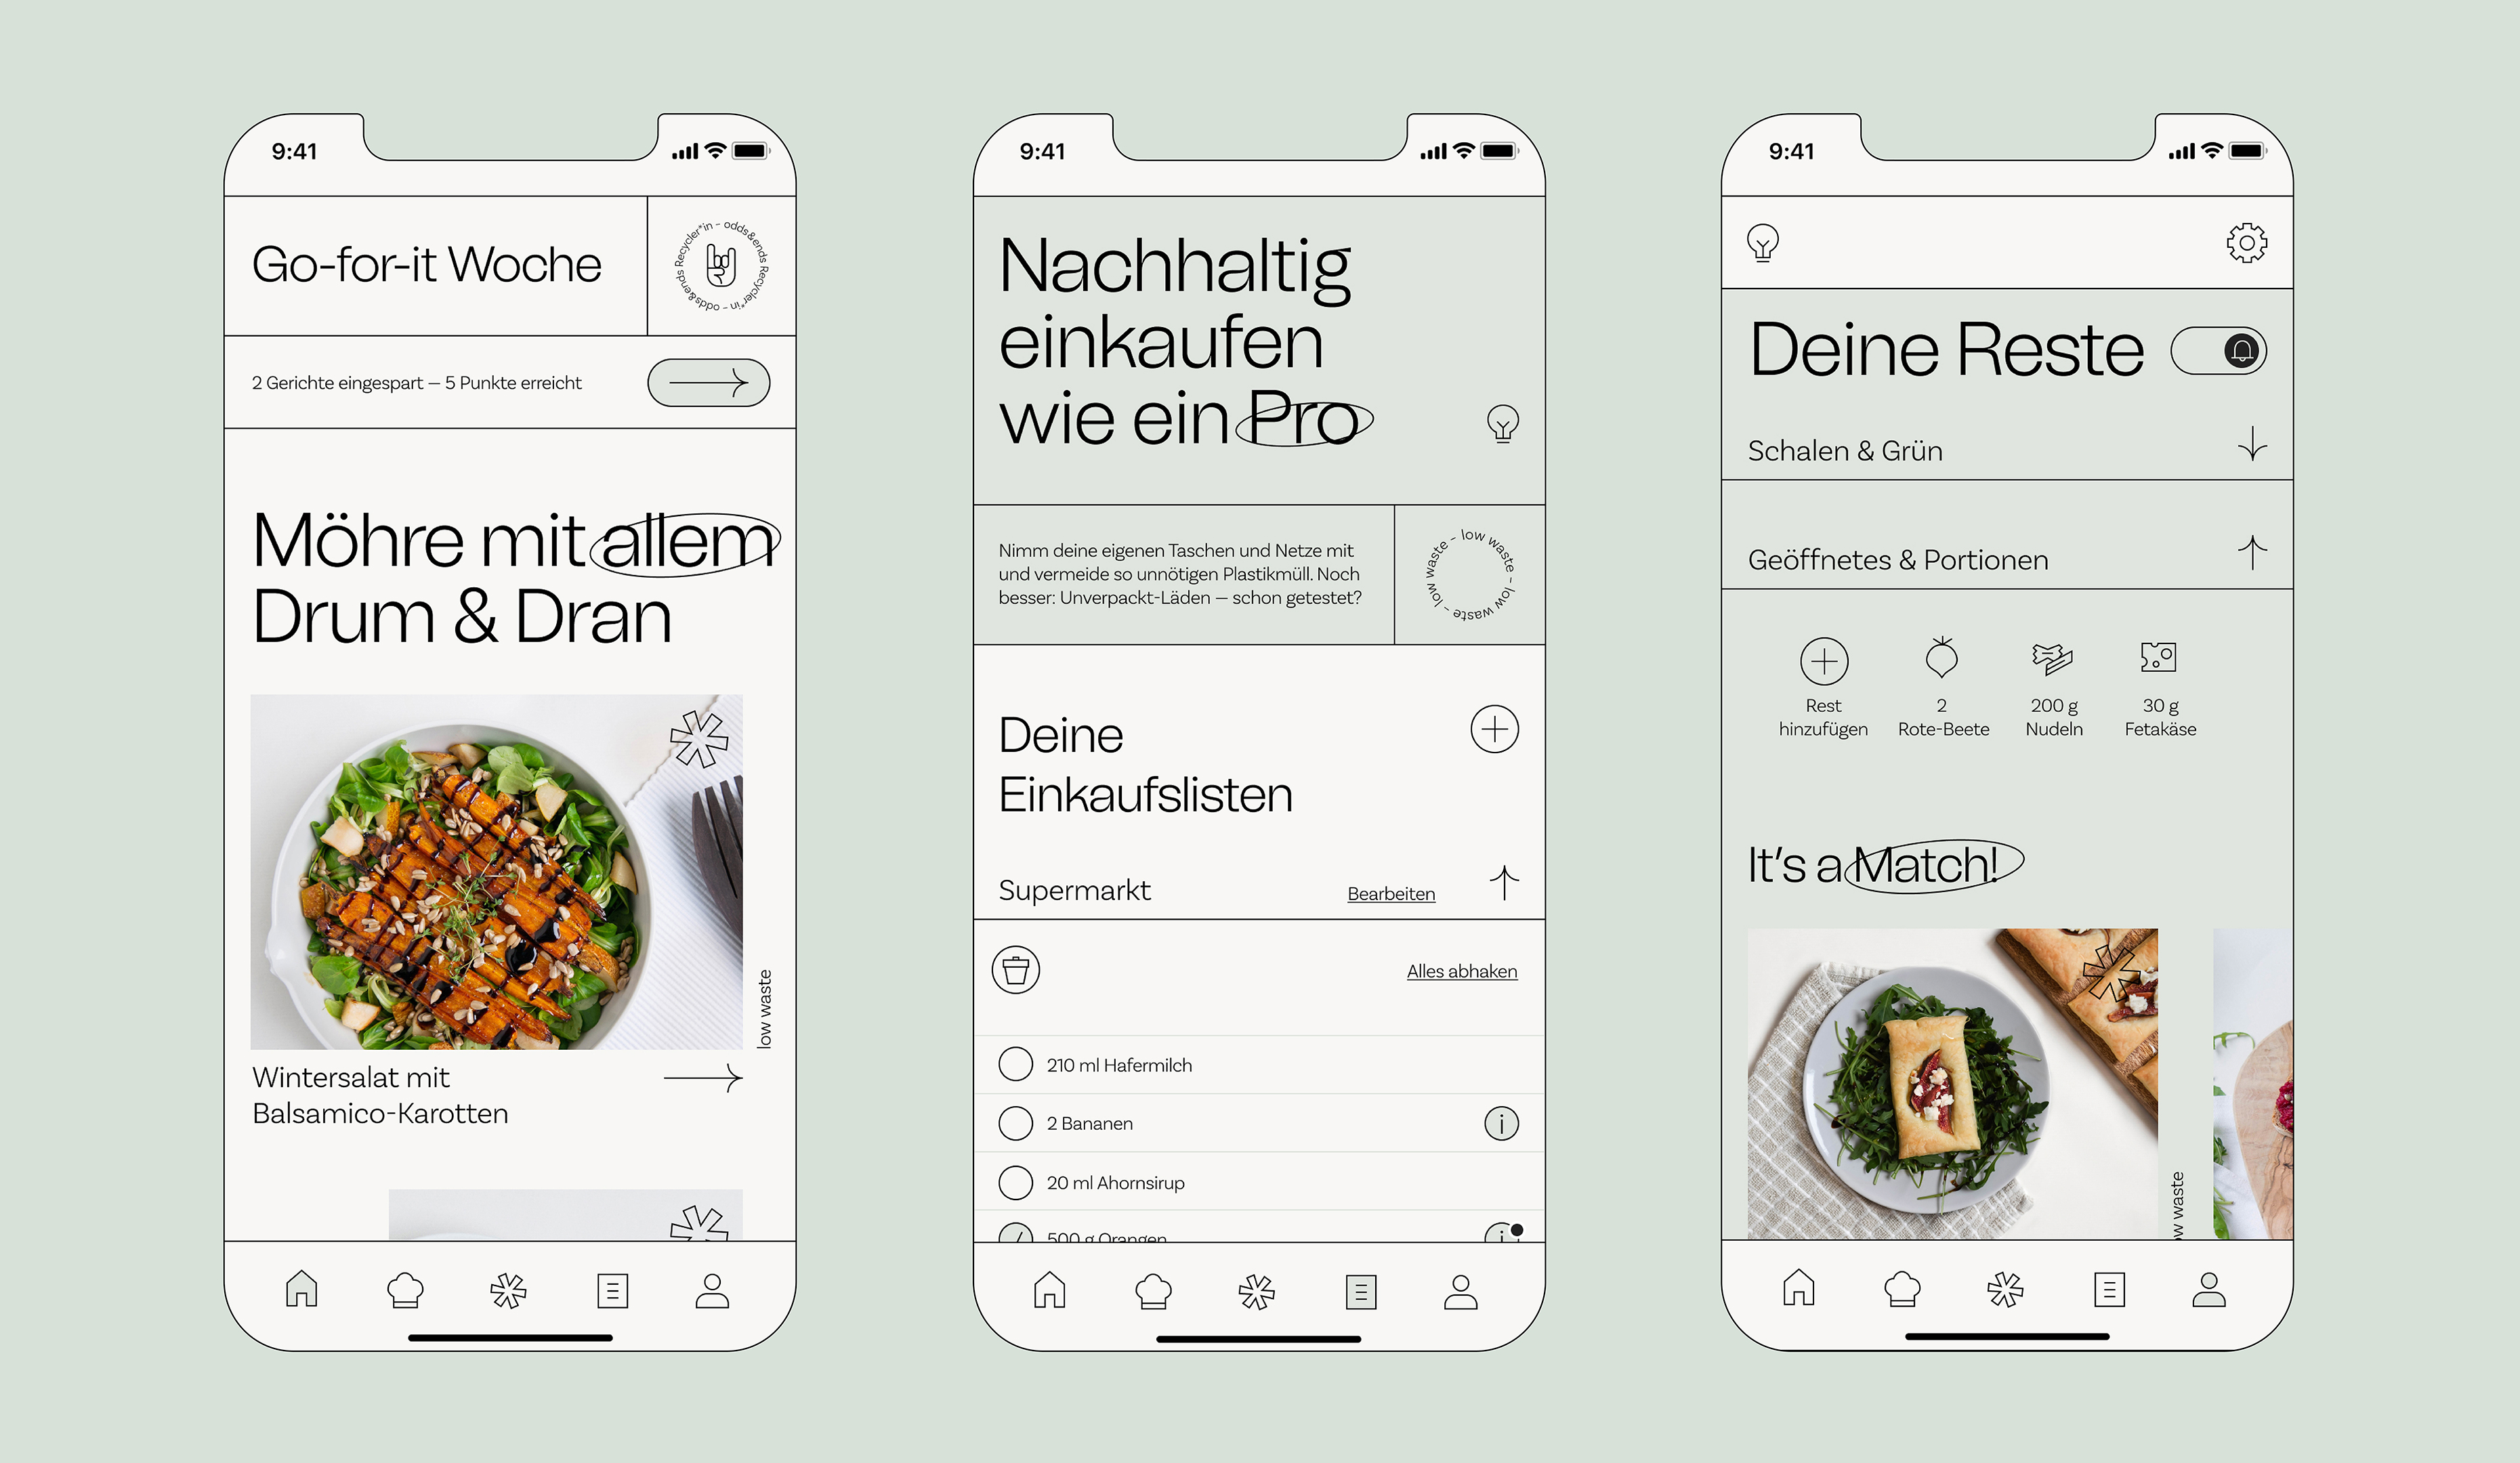 9:41
Go-for-it Woche
odds&ends Recycler*in – odds&ends Recycler*in –
2 Gerichte eingespart — 5 Punkte erreicht
Möhre mit allem
Drum & Dran
low waste
Wintersalat mit
Balsamico-Karotten
9:41
Nachhaltig
einkaufen
wie ein Pro
Nimm deine eigenen Taschen und Netze mit
und vermeide so unnötigen Plastikmüll. Noch
besser: Unverpackt-Läden — schon getestet?
low waste – low waste – low waste –
Deine
Einkaufslisten
Supermarkt
Bearbeiten
Alles abhaken
210 ml Hafermilch
2 Bananen
i
20 ml Ahornsirup
500 g Orangen
i
9:41
Deine Reste
Schalen & Grün
Geöffnetes & Portionen
Rest
hinzufügen
2
Rote-Beete
200 g
Nudeln
30 g
Fetakäse
It's a Match!
low waste